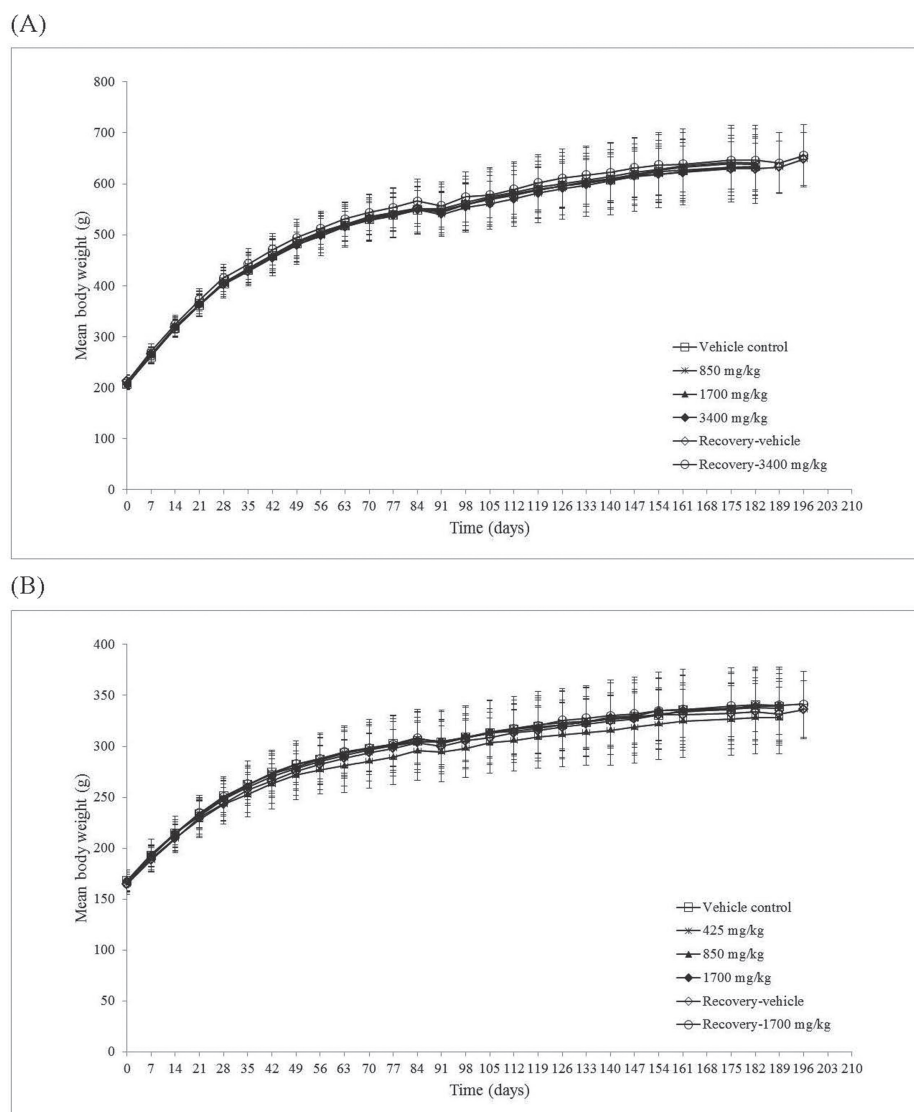 (A)
800
700
600
500
400
300
200
100
0
Mean body weight (g)
Vehicle control
850 mg/kg
1700 mg/kg
3400 mg/kg
Recovery-vehicle
Recovery-3400 mg/kg
0 7 14 21 28 35 42 49 56 63 70 77 84 91 98 105 112 119 126 133 140 147 154 161 175 182 189 196 203 210
Time (days)
(B)
400
350
300
250
200
150
100
50
0
Mean body weight (g)
Vehicle control
425 mg/kg
850 mg/kg
1700 mg/kg
Recovery-vehicle
Recovery-1700 mg/kg
0 7 14 21 28 35 42 49 56 63 70 77 84 91 98 105 112 119 126 133 140 147 154 161 175 182 189 196 203 210
Time (days)